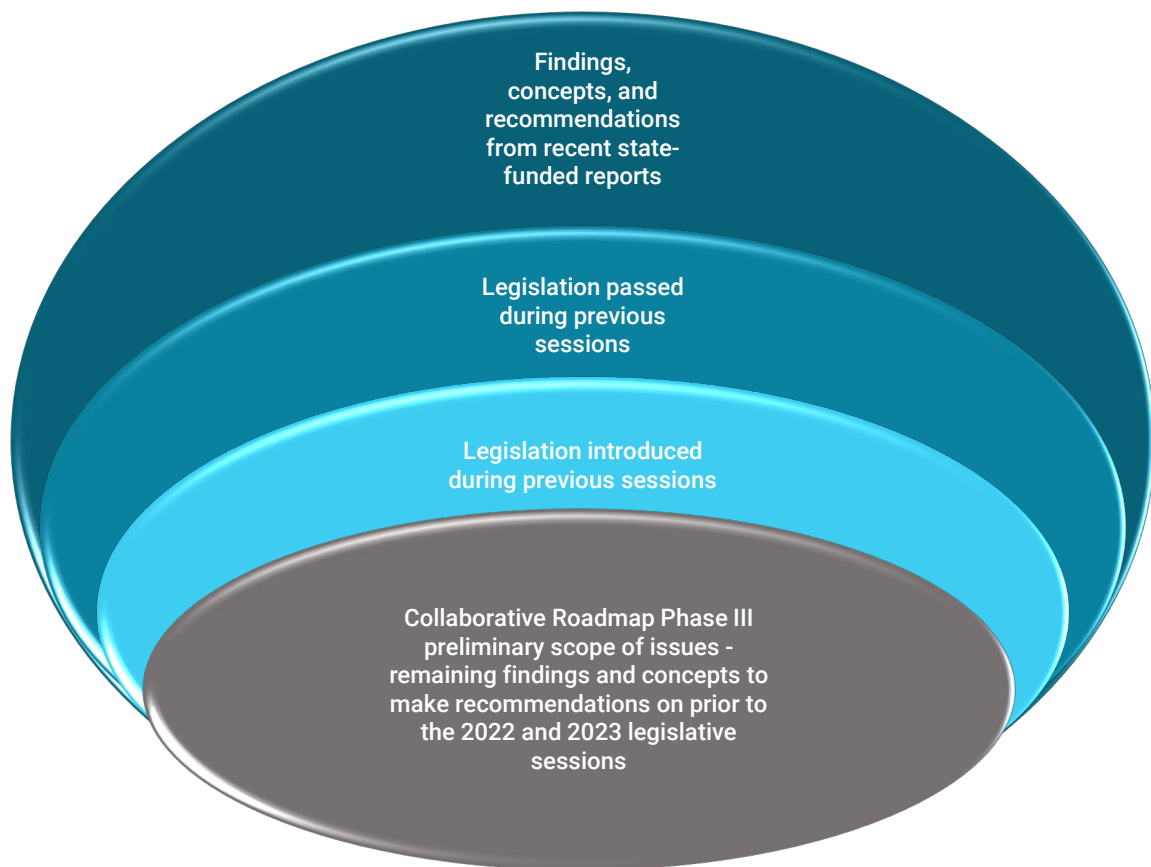 Findings,
concepts, and
recommendations
from recent state-
funded reports
Legislation passed
during previous
sessions
Legislation introduced
during previous sessions
Collaborative Roadmap Phase III
preliminary scope of issues -
remaining findings and concepts to
make recommendations on prior to
the 2022 and 2023 legislative
sessions